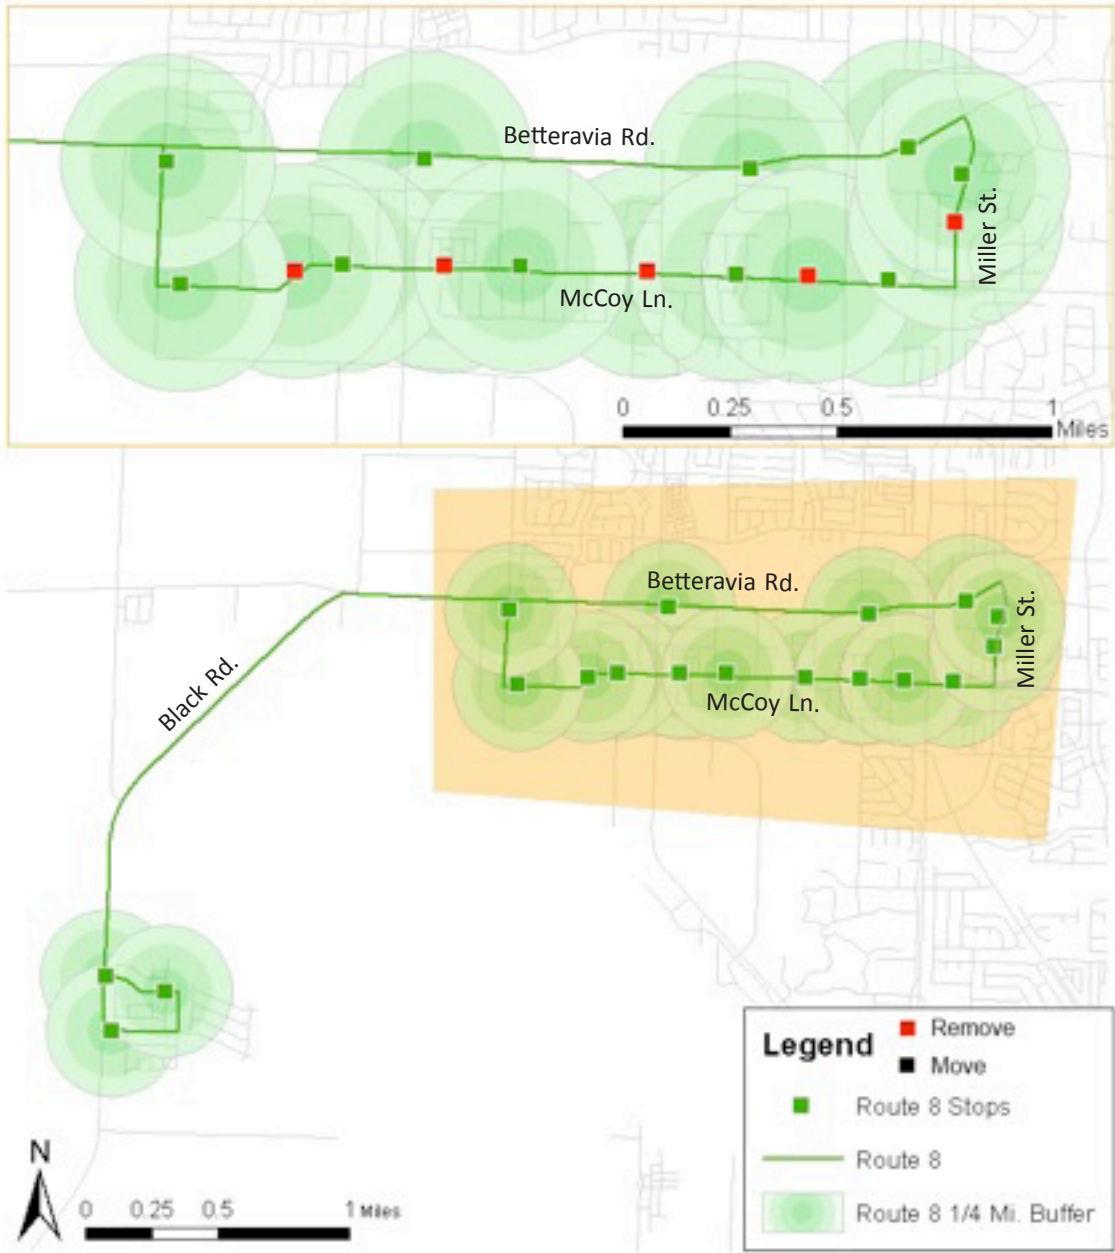 Betteravia Rd.
Miller St.
McCoy Ln.
0 0.25 0.5 1
Miles
Betteravia Rd.
Miller St.
McCoy Ln.
Black Rd.
Legend
Remove
Move
Route 8 Stops
Route 8
Route 8 1/4 Mi. Buffer
N
0 0.25 0.5 1 Miles